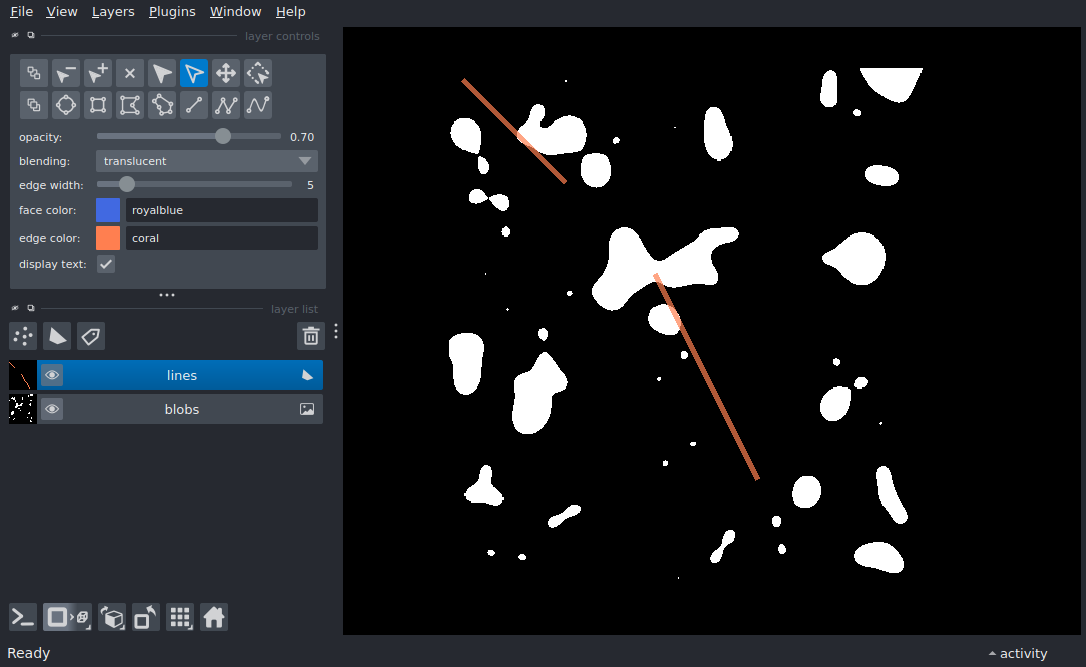 File View Layers Plugins Window Help
layer controls
opacity: 0.70
blending: translucent
edge width: 5
face color: royalblue
edge color: coral
display text:
layer list
lines
blobs
Ready
activity